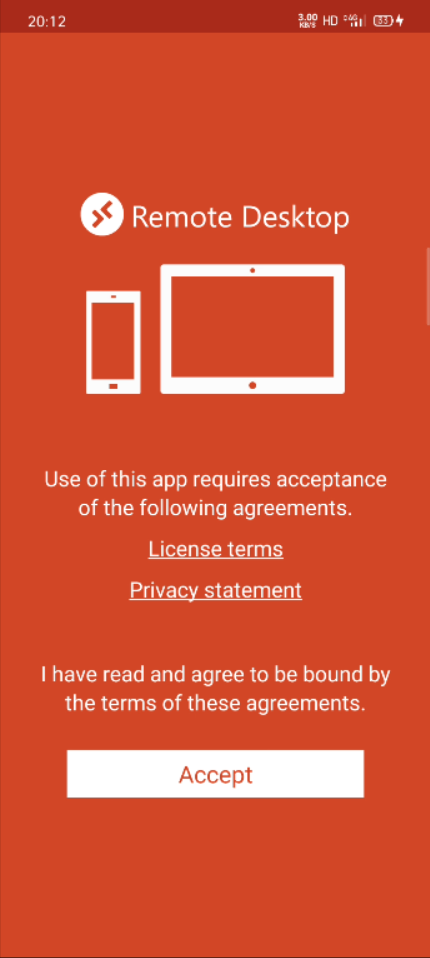 20:12
3.00 KB/S HD 4G 83
Remote Desktop
Use of this app requires acceptance
of the following agreements.
License terms
Privacy statement
I have read and agree to be bound by
the terms of these agreements.
Accept